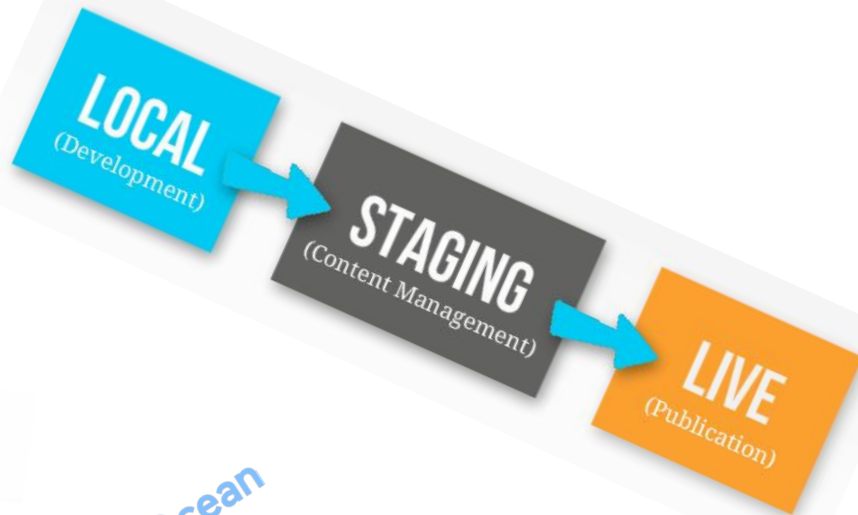 LOCAL
(Development)
STAGING
(Content Management)
LIVE
(Publication)